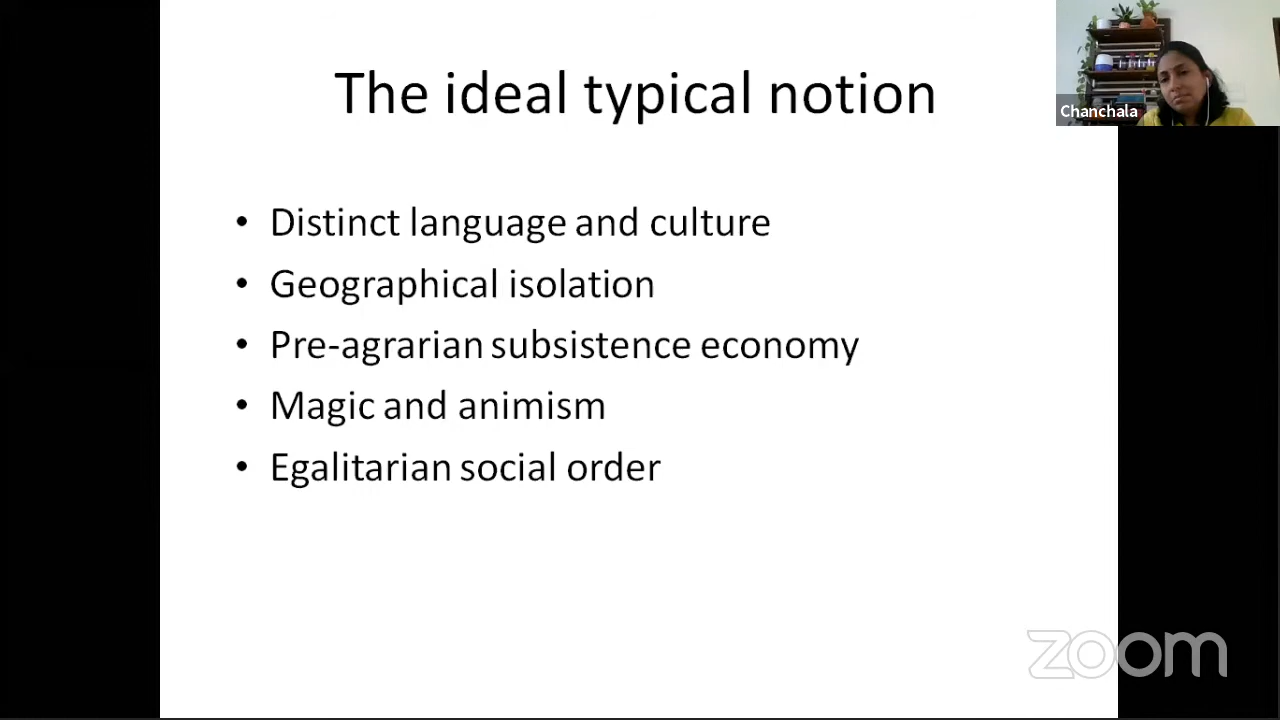 The ideal typical notion
Chanchala
• Distinct language and culture
• Geographical isolation
• Pre-agrarian subsistence economy
• Magic and animism
• Egalitarian social order
zoom